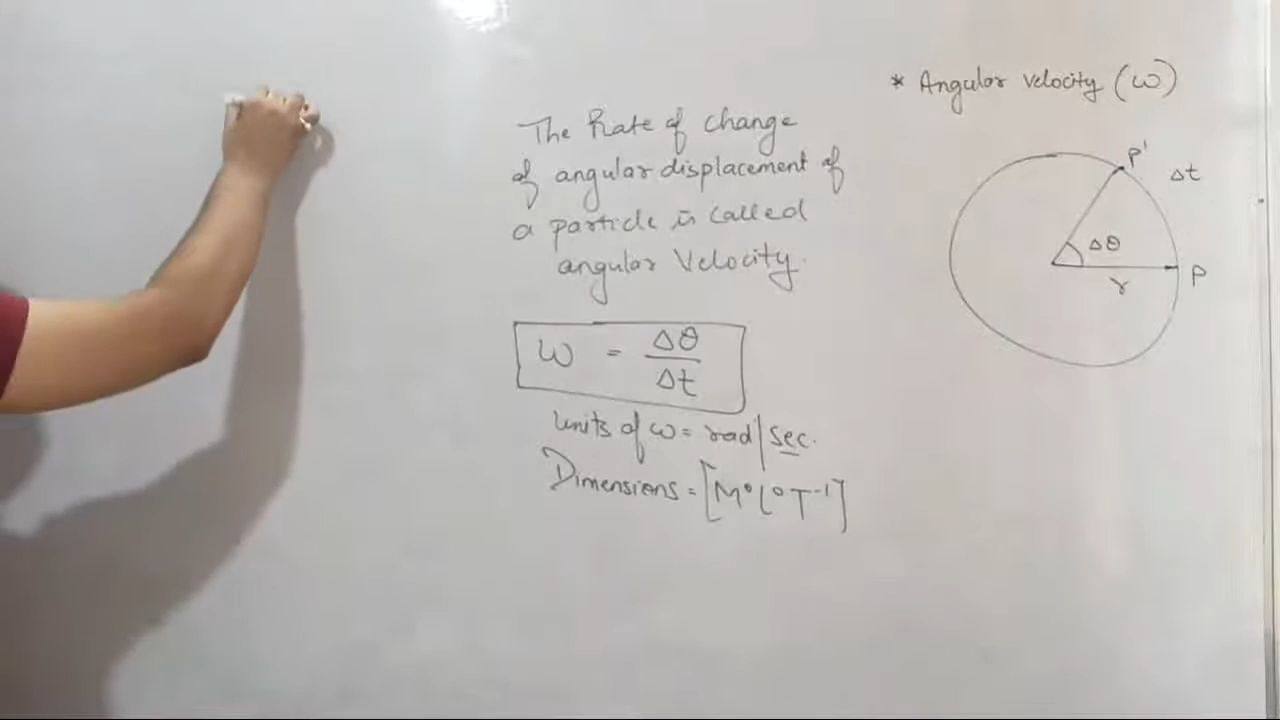 * Angular velocity (ω)
The Rate of change
of angular displacement of
a particle is called
angular Velocity.
ω = Δθ/Δt
Units of ω = rad/sec.
Dimensions = [M⁰L⁰T⁻¹]
P'
Δt
Δθ
r
P